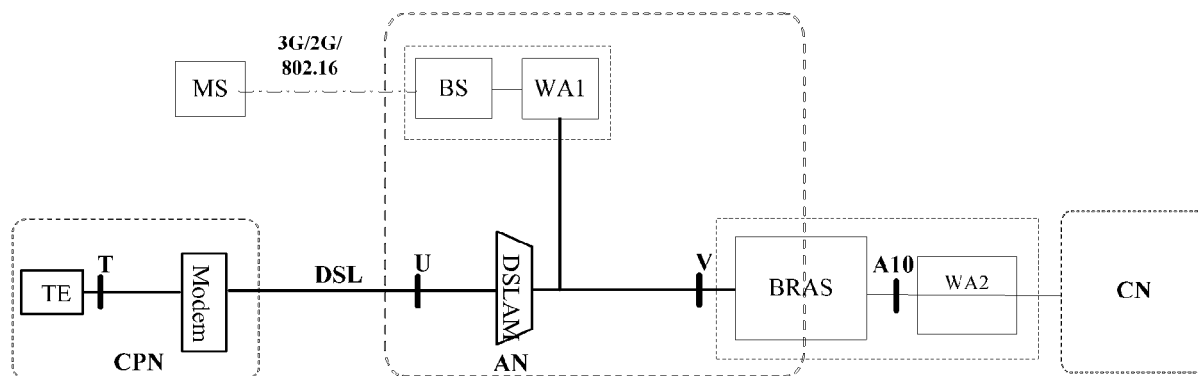 3G/2G/
802.16
MS
BS
WA1
T
DSL
U
V
A10
TE
Modem
DSLAM
BRAS
WA2
CN
CPN
AN